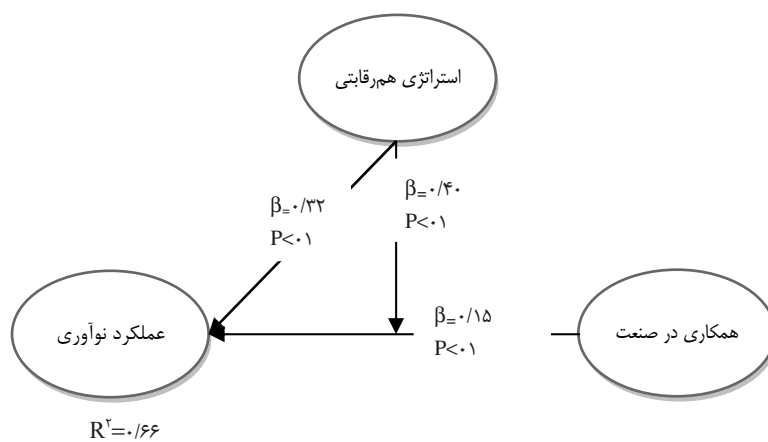 استراتژی هم‌رقابتی
β=۰/۳۲
P<۰۱
β=۰/۴۰
P<۰۱
عملکرد نوآوری
β=۰/۱۵
P<۰۱
همکاری در صنعت
R²=۰/۶۶